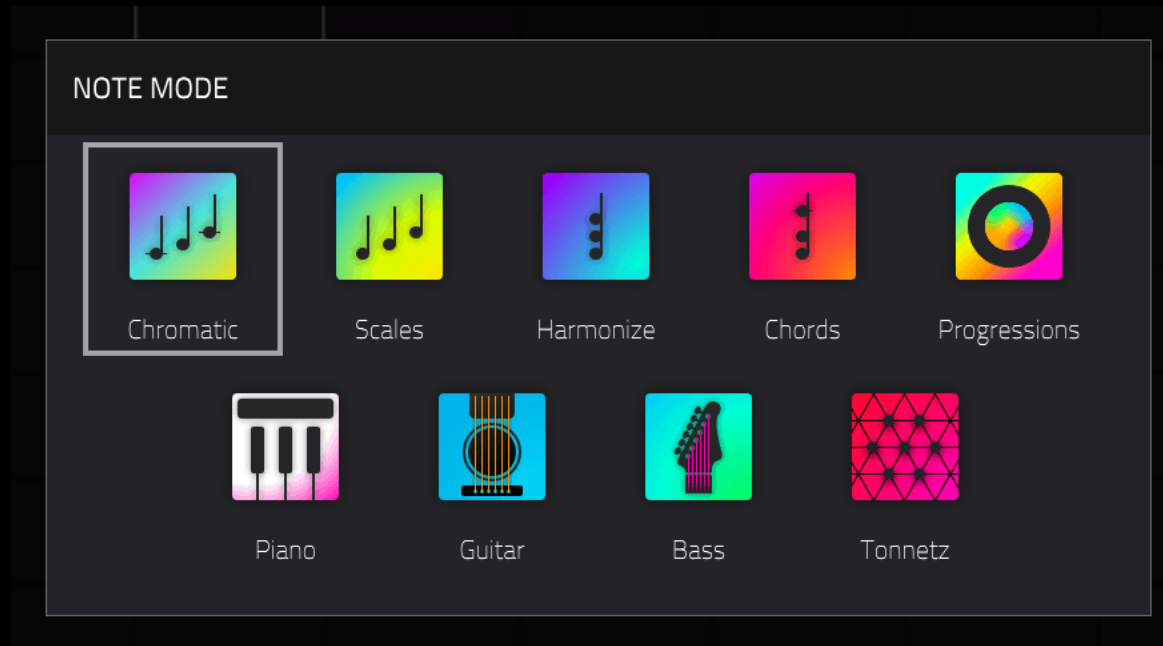 NOTE MODE
Chromatic Scales Harmonize Chords Progressions
Piano Guitar Bass Tonnetz